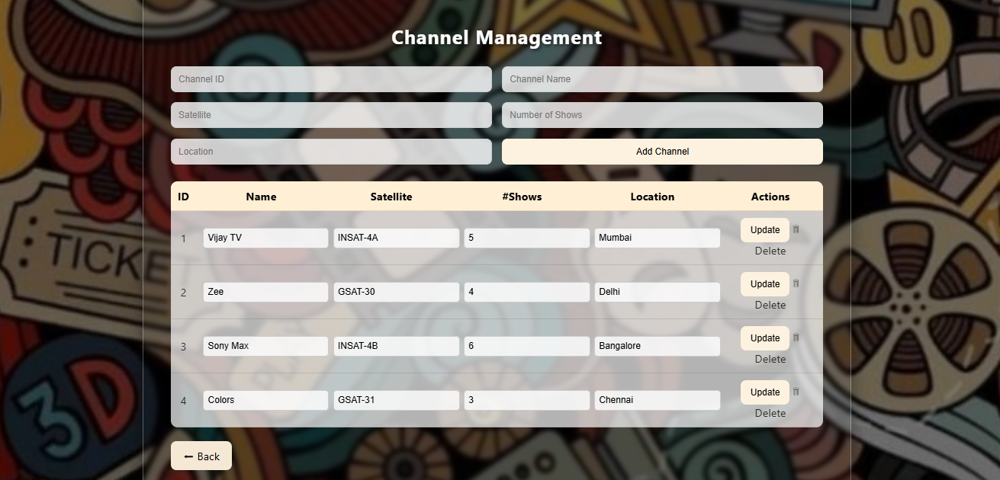 Channel Management
Channel ID Channel Name
Satellite Number of Shows
Location Add Channel
ID Name Satellite #Shows Location Actions
1 Vijay TV INSAT-4A 5 Mumbai Update
Delete
2 Zee GSAT-30 4 Delhi Update
Delete
3 Sony Max INSAT-4B 6 Bangalore Update
Delete
4 Colors GSAT-31 3 Chennai Update
Delete
← Back
TICKE
3D